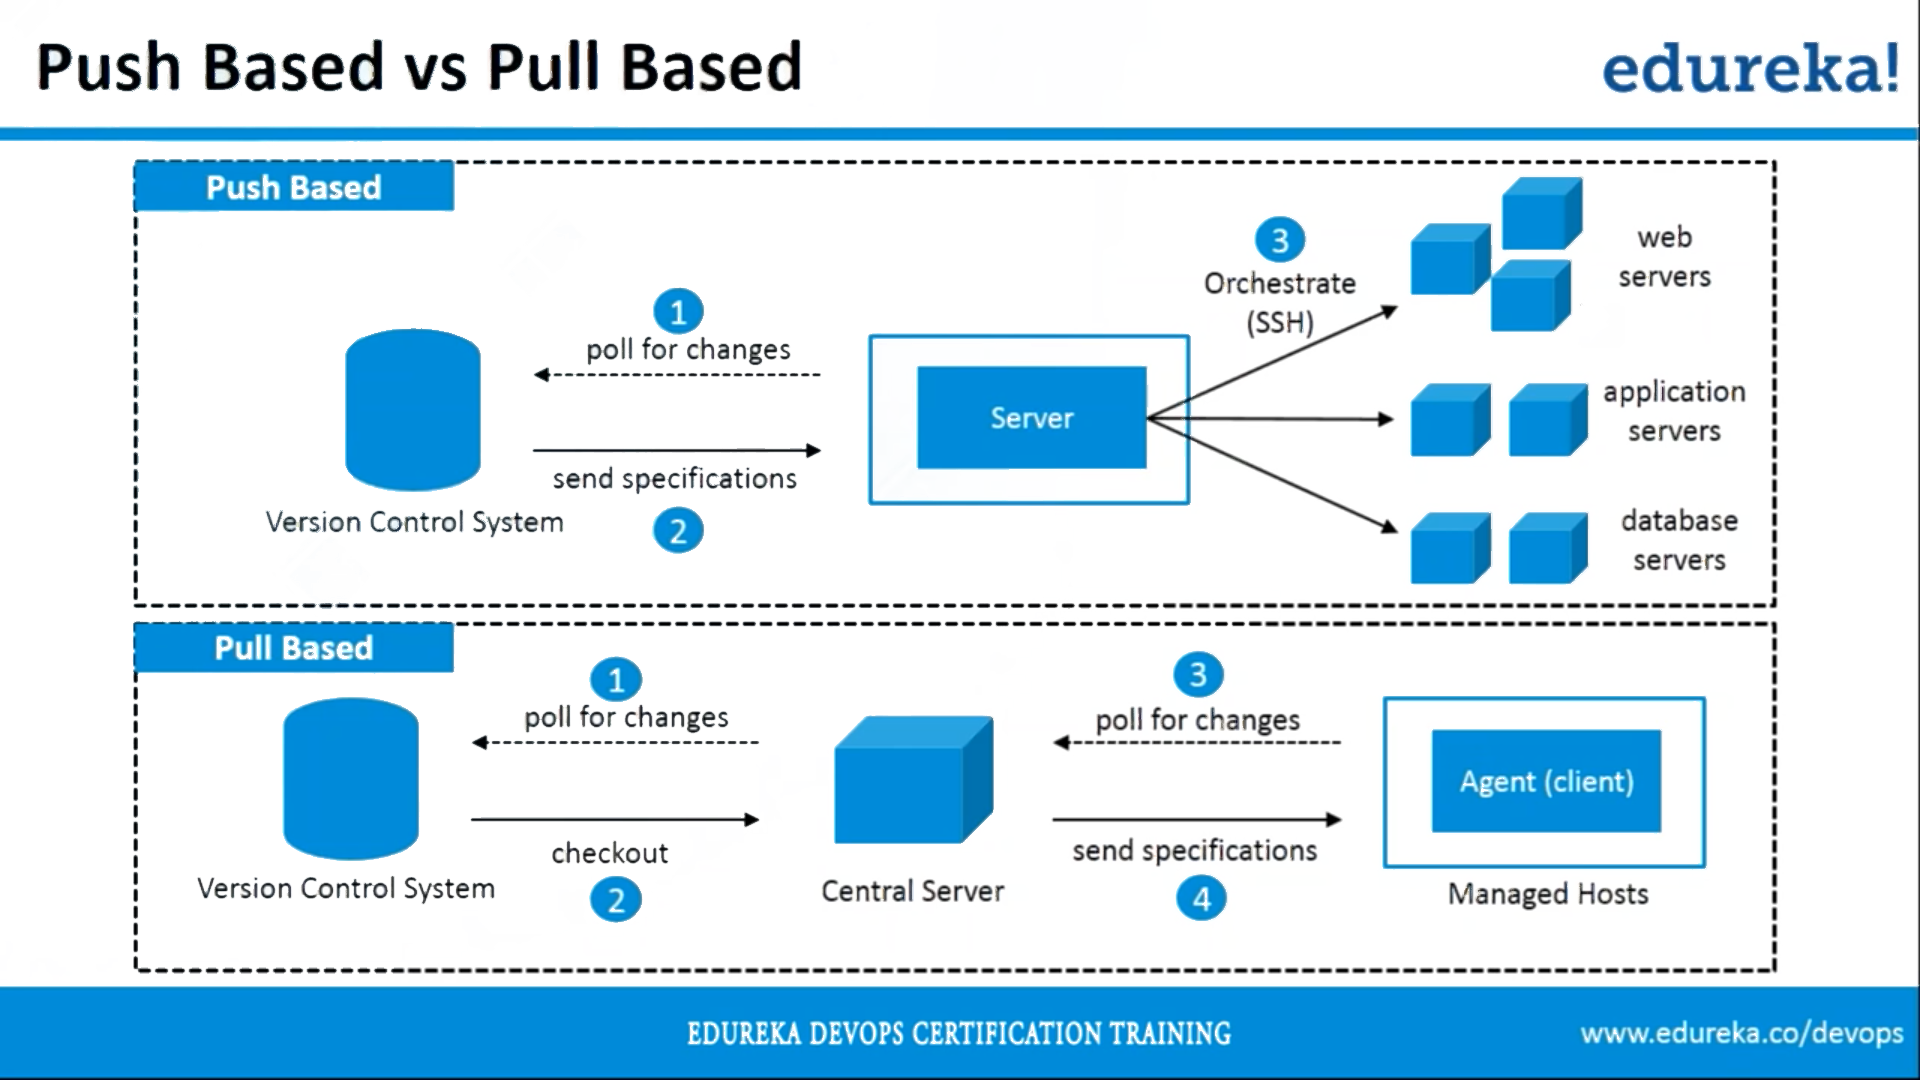 Push Based vs Pull Based
edureka!
Push Based
1
poll for changes
send specifications
2
Version Control System
Server
3
Orchestrate
(SSH)
web
servers
application
servers
database
servers
Pull Based
1
poll for changes
checkout
2
Version Control System
Central Server
3
poll for changes
send specifications
4
Agent (client)
Managed Hosts
EDUREKA DEVOPS CERTIFICATION TRAINING
www.edureka.co/devops